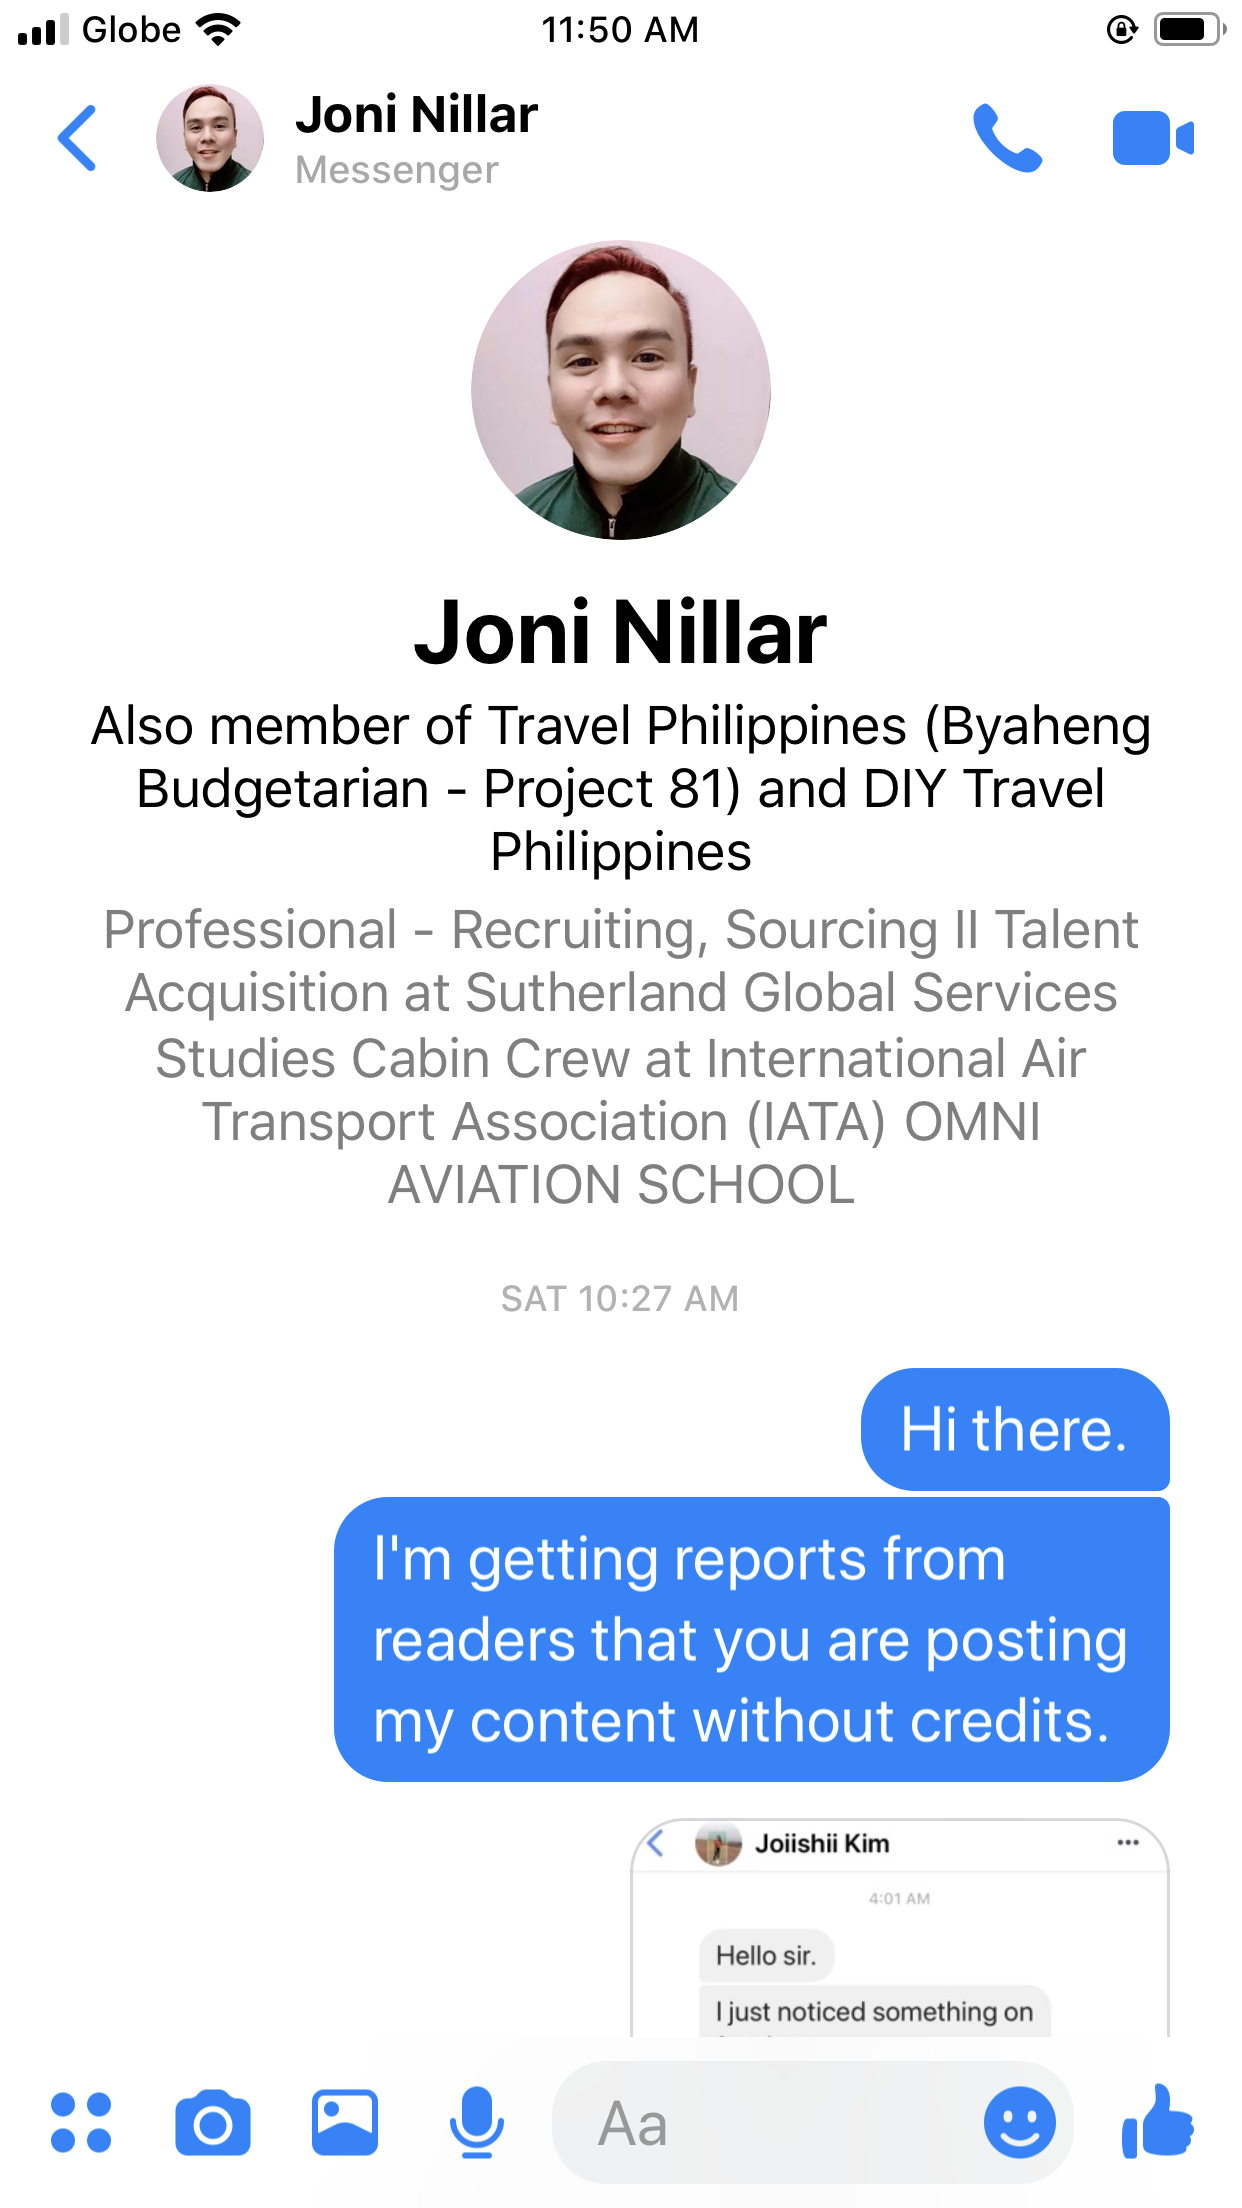 Globe
11:50 AM
Joni Nillar
Messenger
Joni Nillar
Also member of Travel Philippines (Byaheng
Budgetarian - Project 81) and DIY Travel
Philippines
Professional - Recruiting, Sourcing II Talent
Acquisition at Sutherland Global Services
Studies Cabin Crew at International Air
Transport Association (IATA) OMNI
AVIATION SCHOOL
SAT 10:27 AM
Hi there.
I'm getting reports from
readers that you are posting
my content without credits.
Joiishii Kim
4:01 AM
Hello sir.
I just noticed something on
Aa